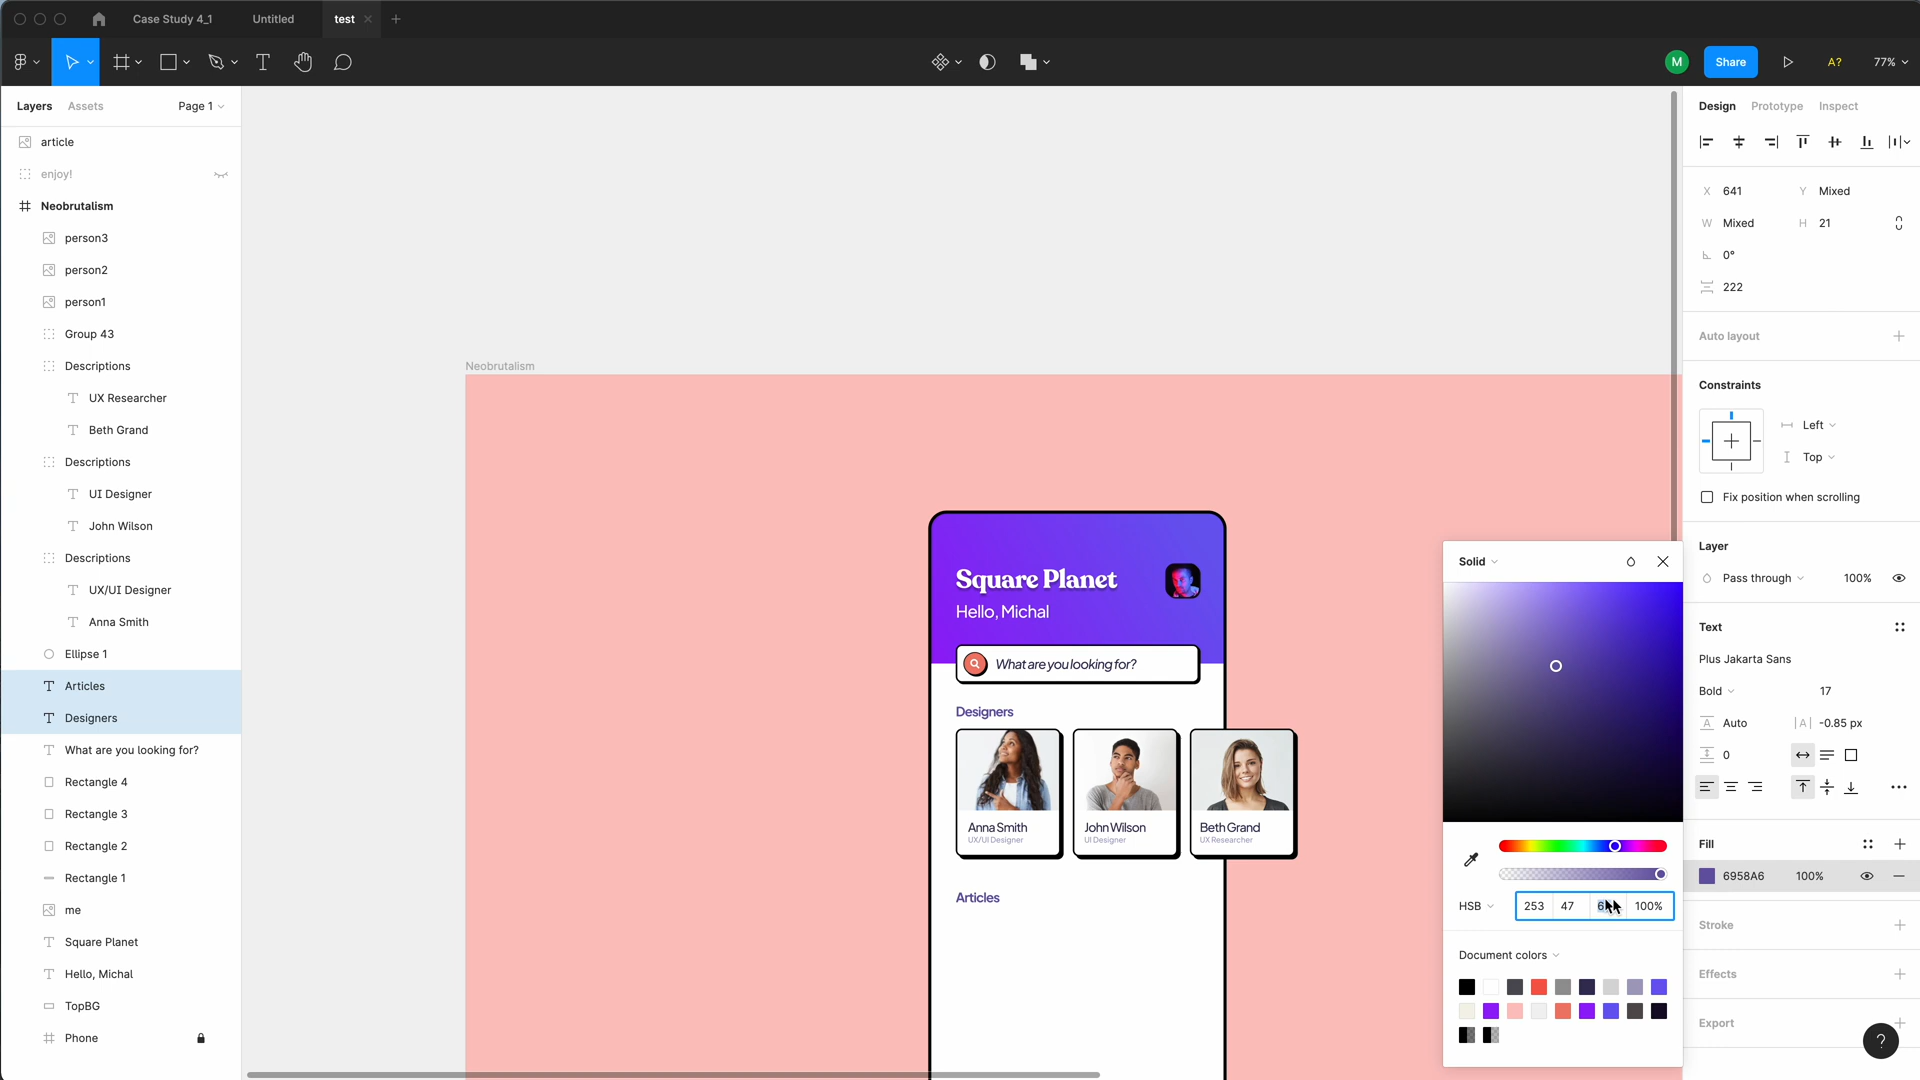 Case Study 4_1
Untitled
test
Share
A?
77%
M
Layers
Assets
Page 1
article
enjoy!
Neobrutalism
person3
person2
person1
Group 43
Descriptions
UX Researcher
Beth Grand
Descriptions
UI Designer
John Wilson
Descriptions
UX/UI Designer
Anna Smith
Ellipse 1
Articles
Designers
What are you looking for?
Rectangle 4
Rectangle 3
Rectangle 2
Rectangle 1
me
Square Planet
Hello, Michal
TopBG
Phone
Neobrutalism
Square Planet
Hello, Michal
What are you looking for?
Designers
Anna Smith
UX/UI Designer
John Wilson
UI Designer
Beth Grand
UX Researcher
Articles
Solid
HSB
253
47
100%
Document colors
Design
Prototype
Inspect
X 641
Y Mixed
W Mixed
H 21
0°
222
Auto layout
Constraints
Left
Top
Fix position when scrolling
Layer
Pass through
100%
Text
Plus Jakarta Sans
Bold
17
A Auto
|A| -0.85 px
0
Fill
6958A6
100%
Stroke
Effects
Export
?